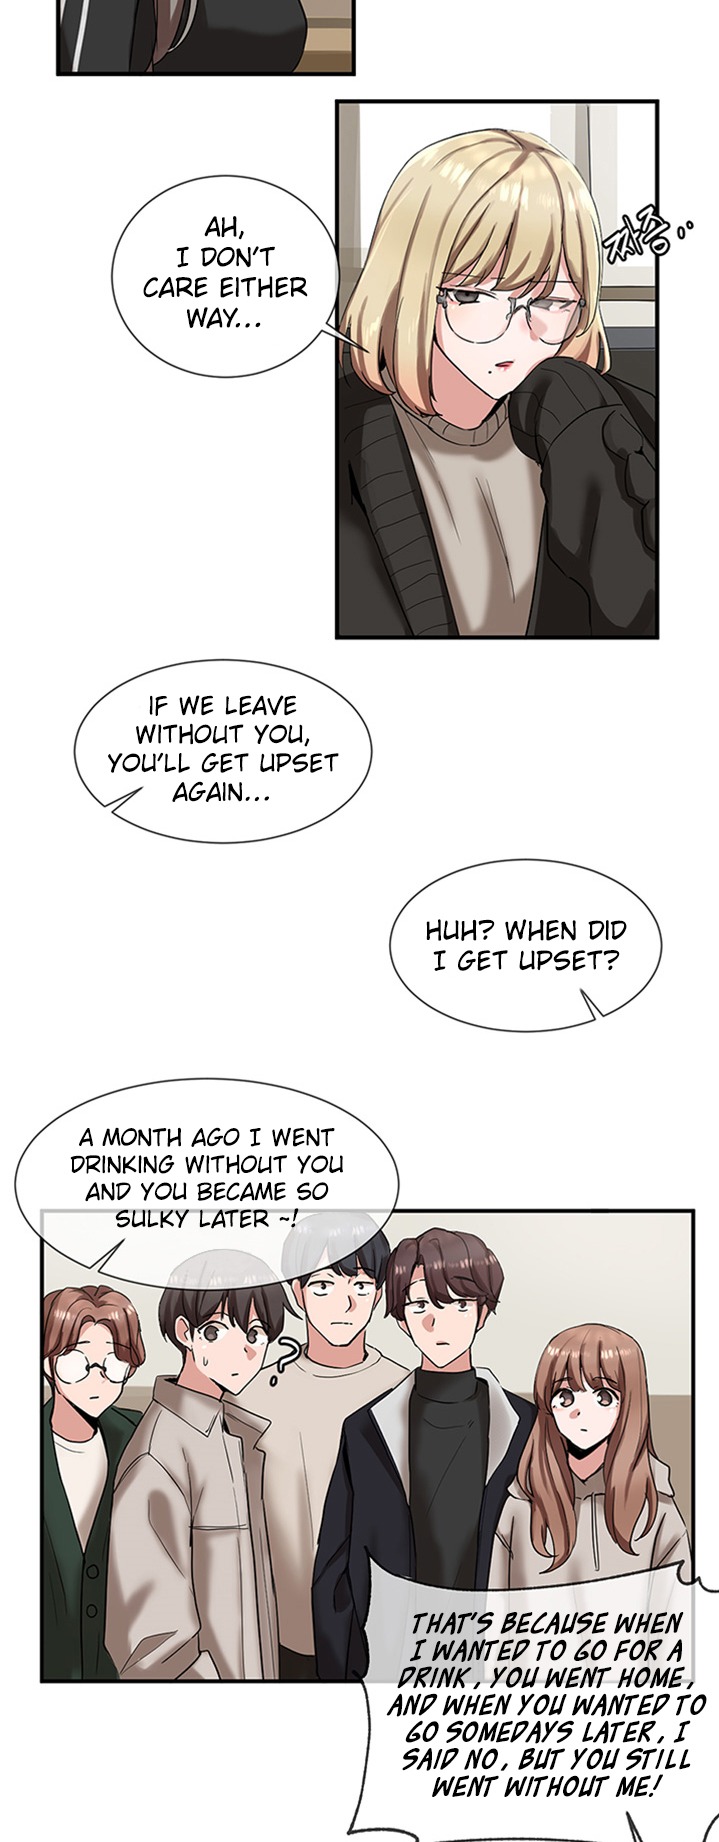 AH,
I DON'T
CARE EITHER
WAY...
짜증..
IF WE LEAVE
WITHOUT YOU,
YOU'LL GET UPSET
AGAIN...
HUH? WHEN DID
I GET UPSET?
A MONTH AGO I WENT
DRINKING WITHOUT YOU
AND YOU BECAME SO
SULKY LATER ~!
?
THAT'S BECAUSE WHEN
I WANTED TO GO FOR A
DRINK, YOU WENT HOME,
AND WHEN YOU WANTED TO
GO SOMEDAYS LATER, I
SAID NO, BUT YOU STILL
WENT WITHOUT ME!